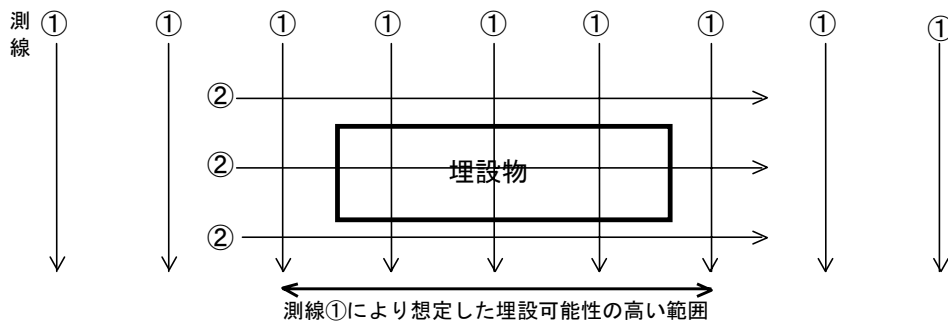 測線
① ① ① ① ① ① ① ① ①
②
②
埋設物
②
測線①により想定した埋設可能性の高い範囲